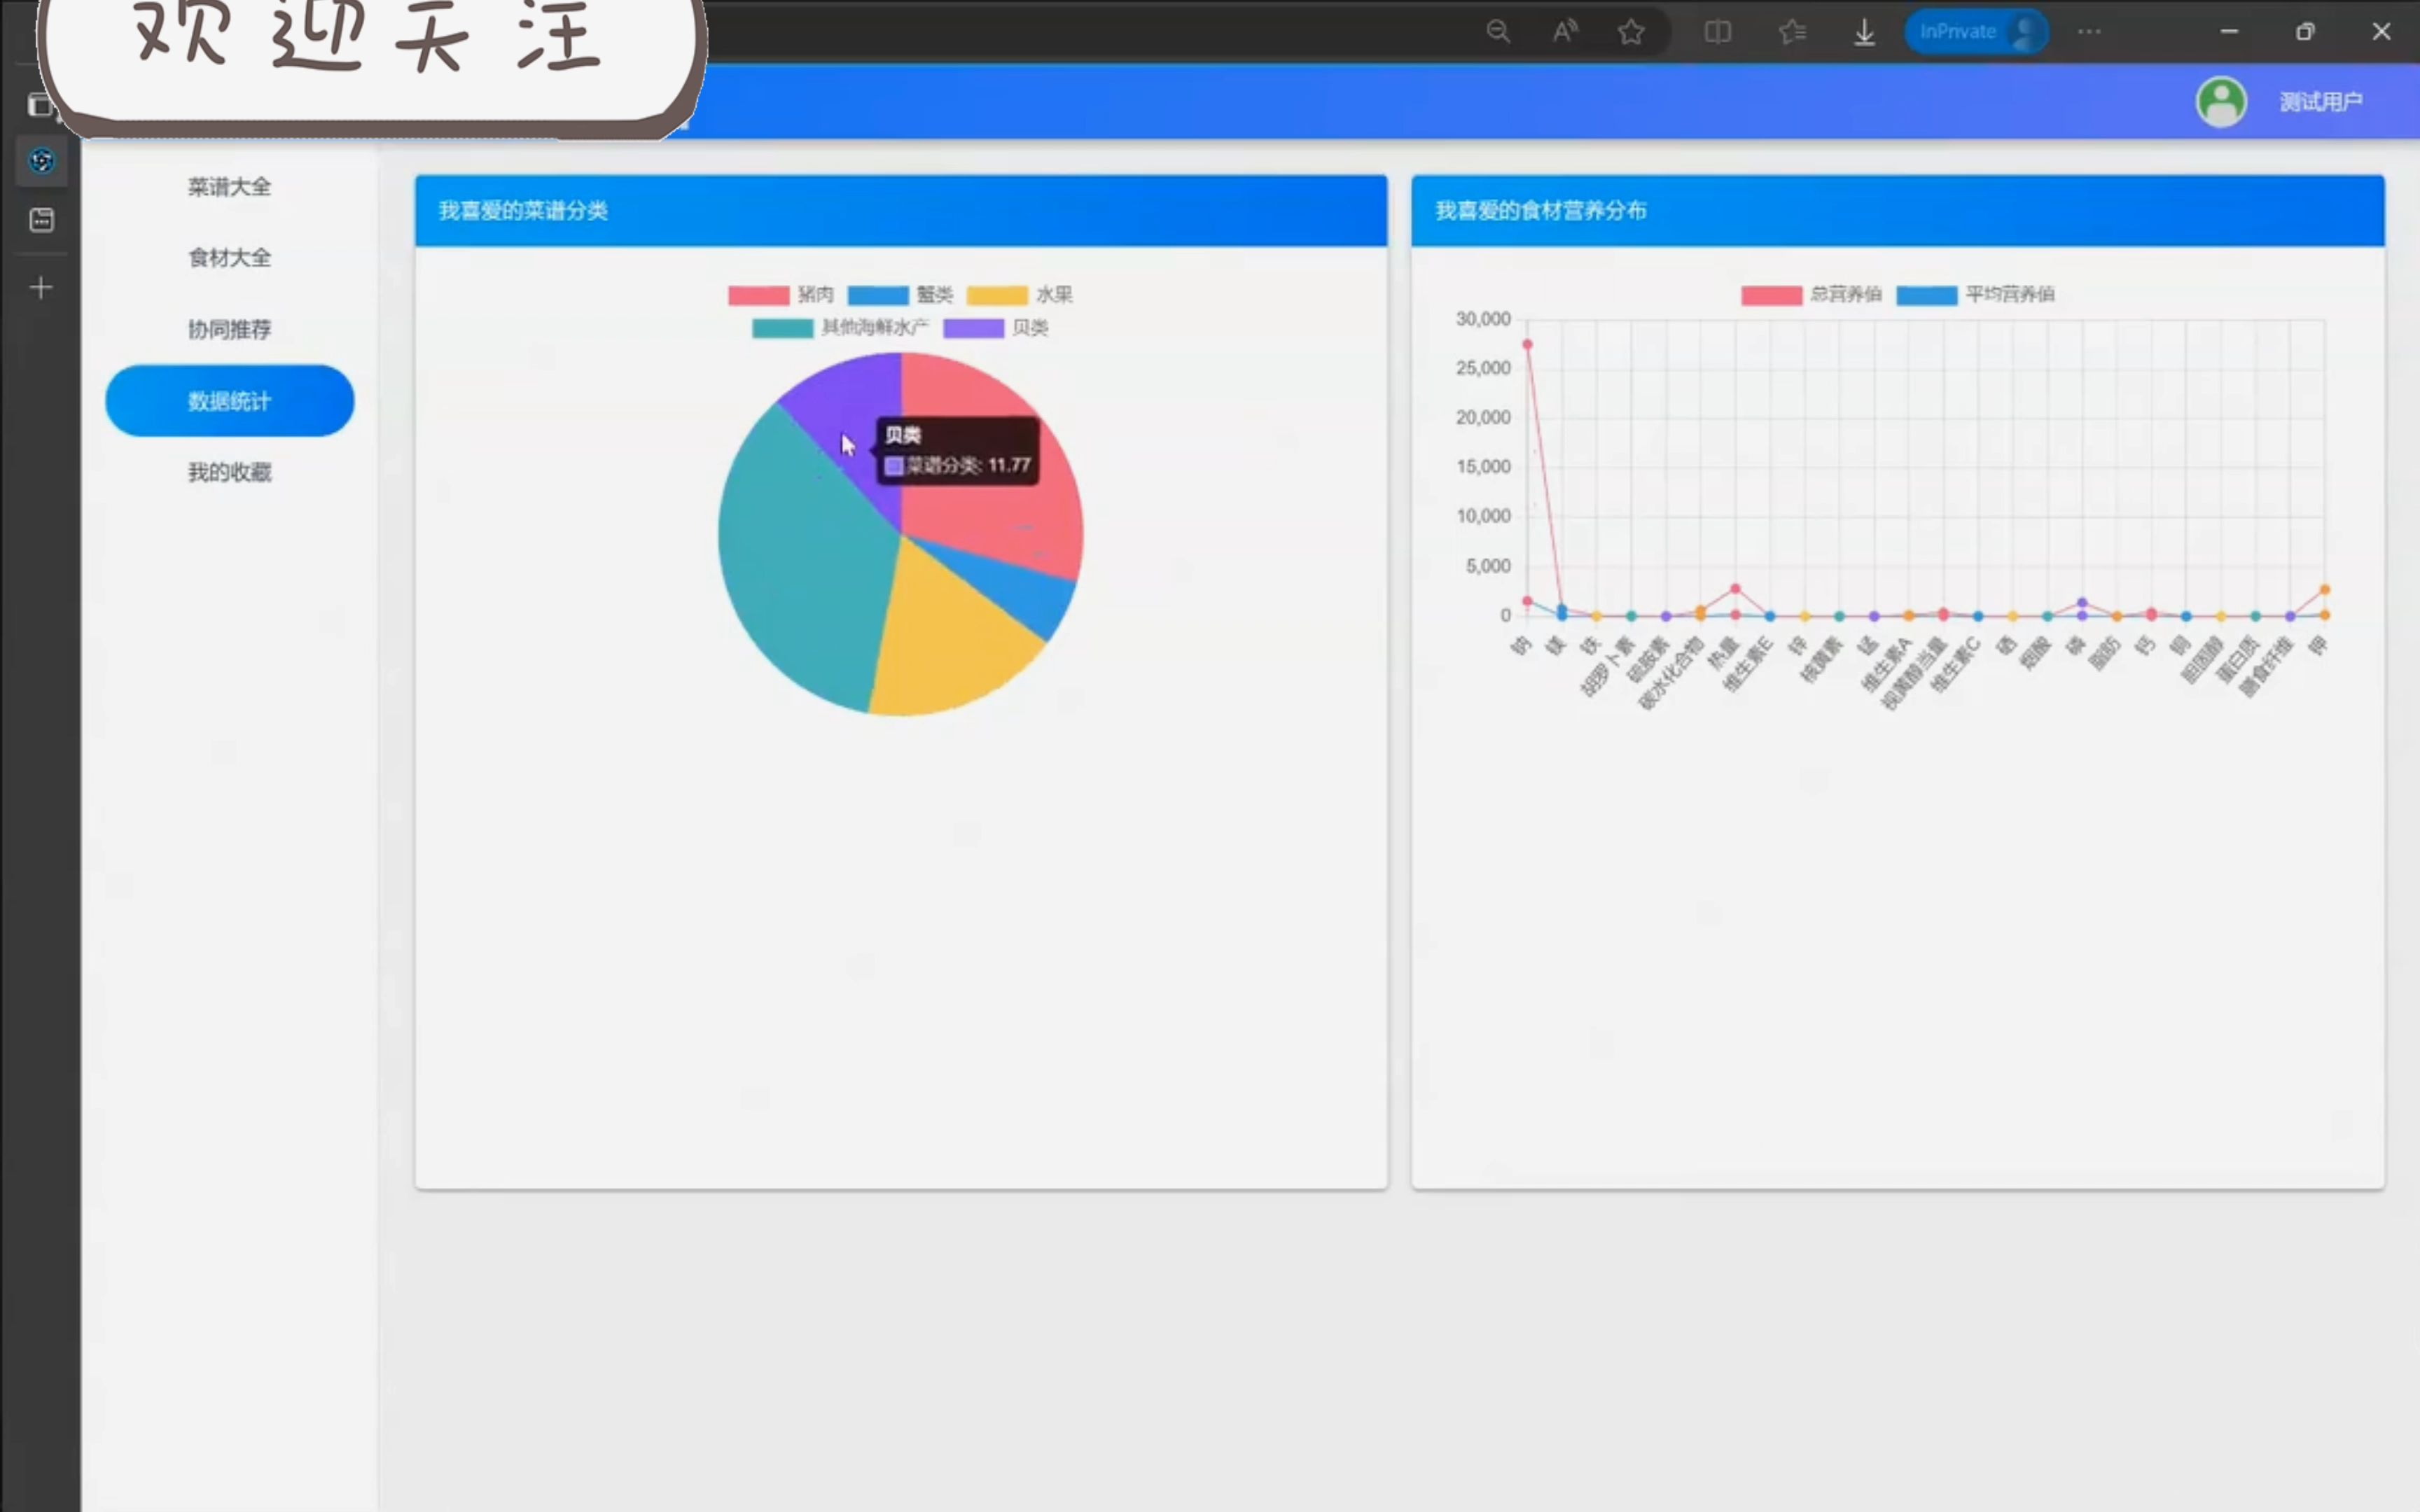 欢迎关注
InPrivate
测试用户
菜谱大全
食材大全
协同推荐
数据统计
我的收藏
我喜爱的菜谱分类
猪肉 蟹类 水果
其他海鲜水产 贝类
贝类
菜谱分类: 11.77
我喜爱的食材营养分布
总营养值 平均营养值
30,000
25,000
20,000
15,000
10,000
5,000
0
钠 镁 铁 胡萝卜素 硫胺素 碳水化合物 热量 维生素E 锌 核黄素 锰 维生素A 视黄醇当量 维生素C 硒 烟酸 磷 脂肪 钙 铜 胆固醇 蛋白质 膳食纤维 钾